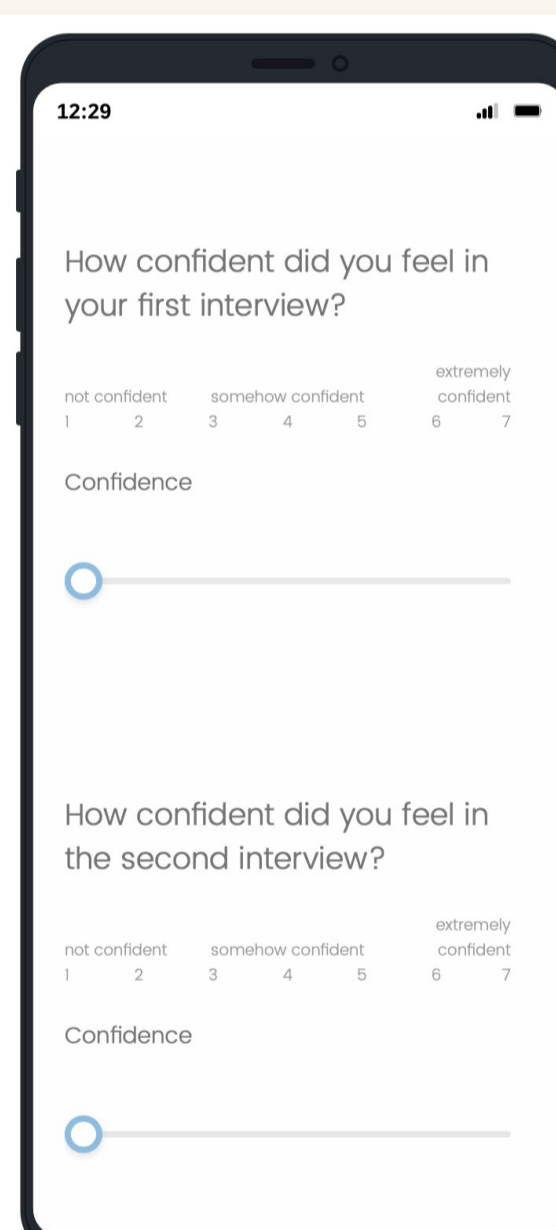 12:29
How confident did you feel in
your first interview?
extremely
not confident somehow confident confident
1 2 3 4 5 6 7
Confidence
How confident did you feel in
the second interview?
extremely
not confident somehow confident confident
1 2 3 4 5 6 7
Confidence